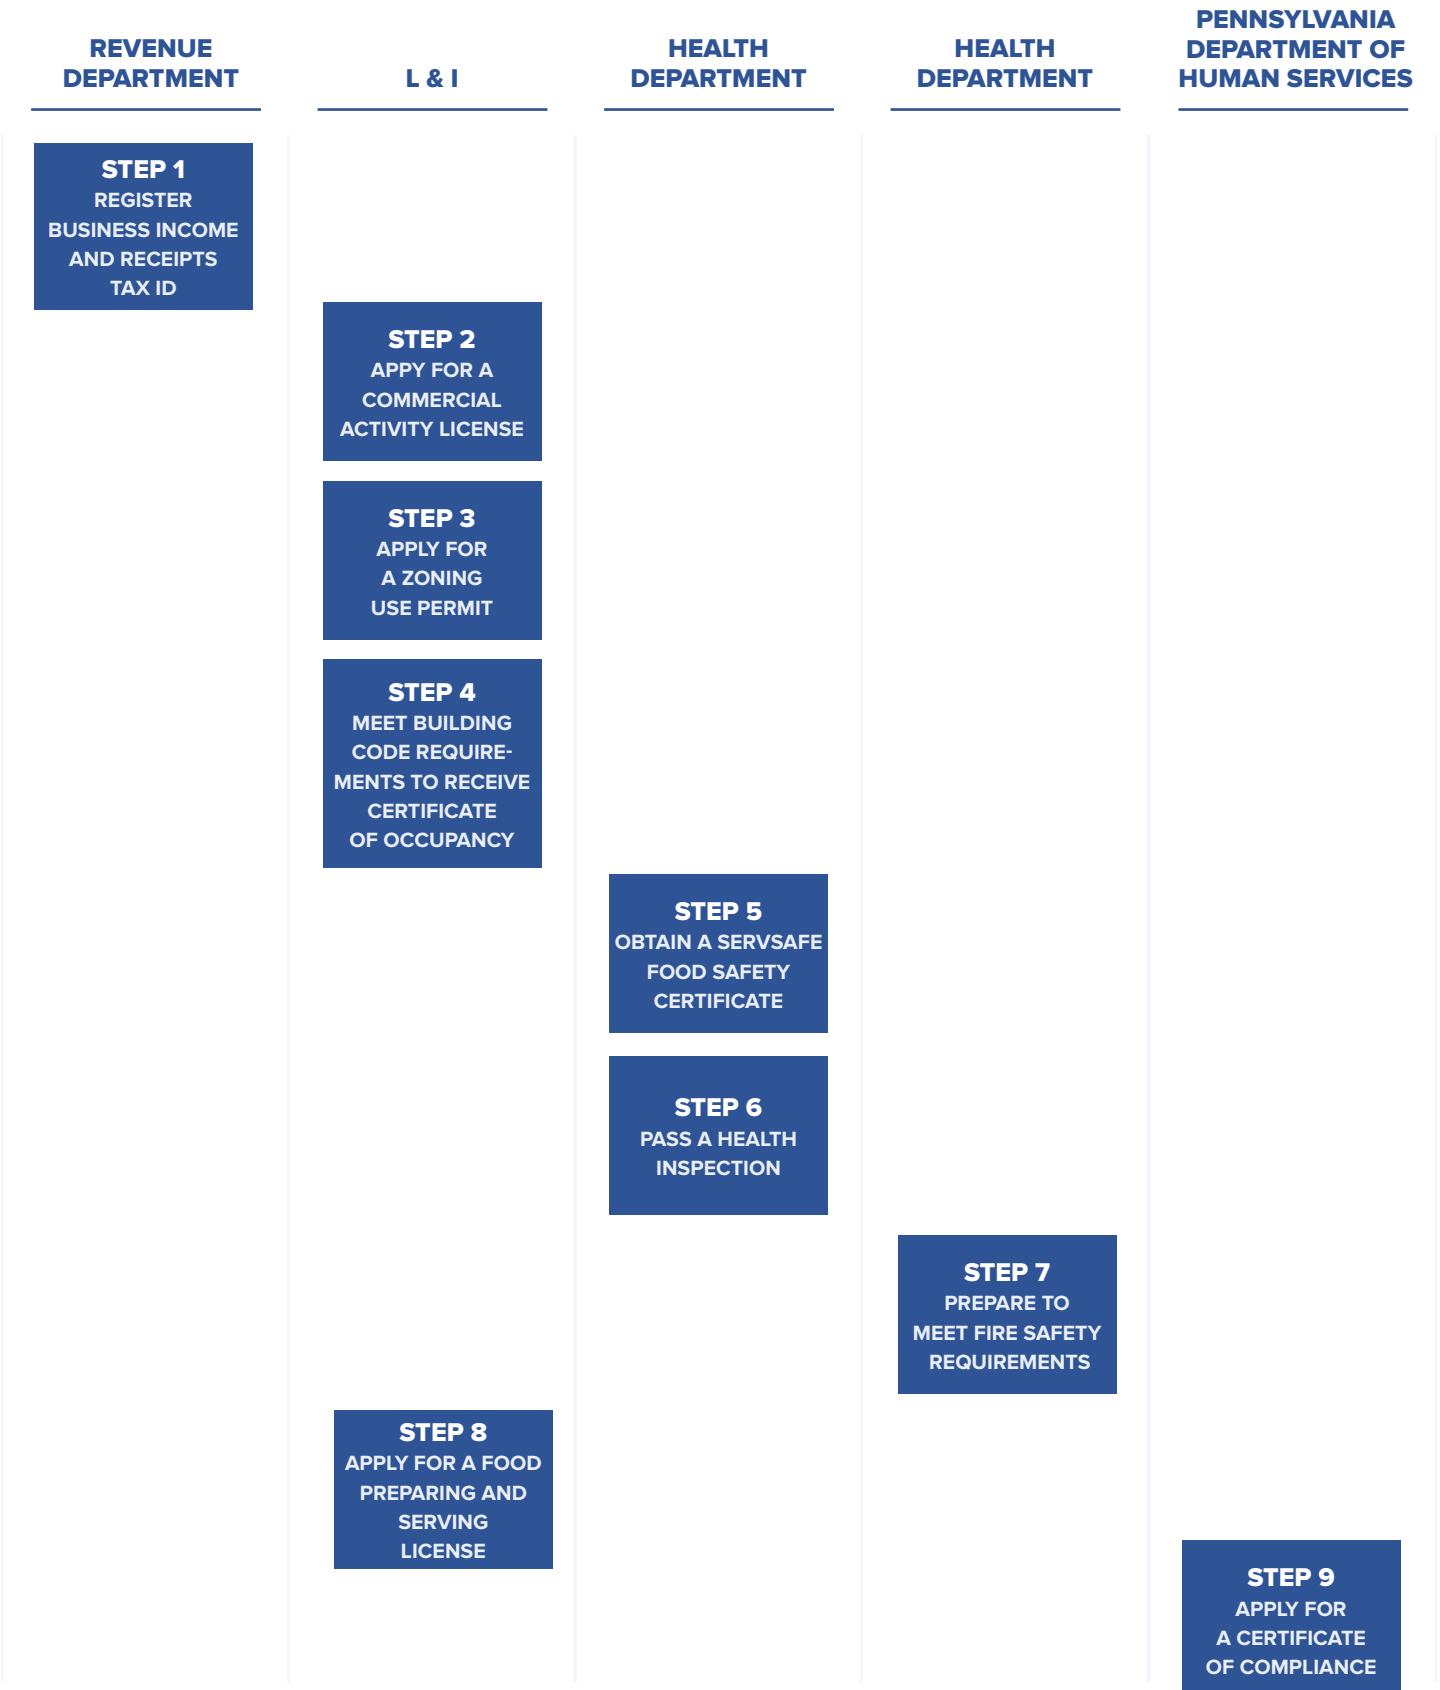 REVENUE
DEPARTMENT
L & I
HEALTH
DEPARTMENT
HEALTH
DEPARTMENT
PENNSYLVANIA
DEPARTMENT OF
HUMAN SERVICES
STEP 1
REGISTER
BUSINESS INCOME
AND RECEIPTS
TAX ID
STEP 2
APPY FOR A
COMMERCIAL
ACTIVITY LICENSE
STEP 3
APPLY FOR
A ZONING
USE PERMIT
STEP 4
MEET BUILDING
CODE REQUIRE-
MENTS TO RECEIVE
CERTIFICATE
OF OCCUPANCY
STEP 5
OBTAIN A SERVSAFE
FOOD SAFETY
CERTIFICATE
STEP 6
PASS A HEALTH
INSPECTION
STEP 7
PREPARE TO
MEET FIRE SAFETY
REQUIREMENTS
STEP 8
APPLY FOR A FOOD
PREPARING AND
SERVING
LICENSE
STEP 9
APPLY FOR
A CERTIFICATE
OF COMPLIANCE